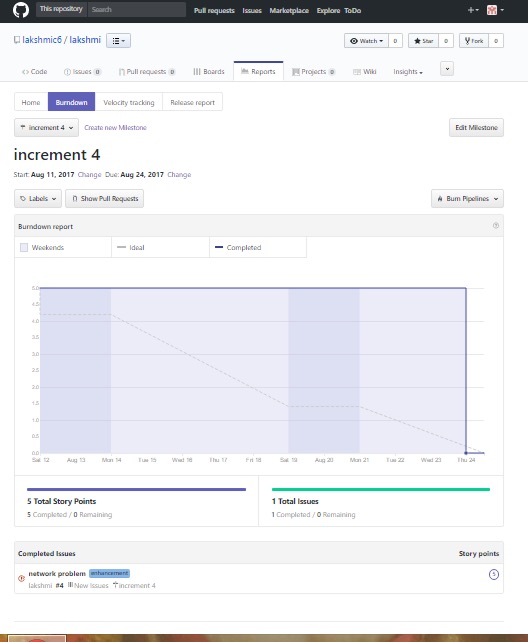 This repository Search Pull requests Issues Marketplace Explore ToDo
lakshmic6 / lakshmi Watch 0 Star 0 Fork 0
Code Issues 0 Pull requests 0 Boards Reports Projects 0 Wiki Insights
Home Burndown Velocity tracking Release report
increment 4 Create new Milestone Edit Milestone
increment 4
Start: Aug 11, 2017 Change Due: Aug 24, 2017 Change
Labels Show Pull Requests Burn Pipelines
Burndown report
Weekends Ideal Completed
5.0
4.5
4.0
3.5
3.0
2.5
2.0
1.5
1.0
0.5
0.0
Sat 12 Aug 13 Mon 14 Tue 15 Wed 16 Thu 17 Fri 18 Sat 19 Aug 20 Mon 21 Tue 22 Wed 23 Thu 24
5 Total Story Points 1 Total Issues
5 Completed / 0 Remaining 1 Completed / 0 Remaining
Completed Issues Story points
network problem enhancement 5
lakshmi #4 New Issues increment 4